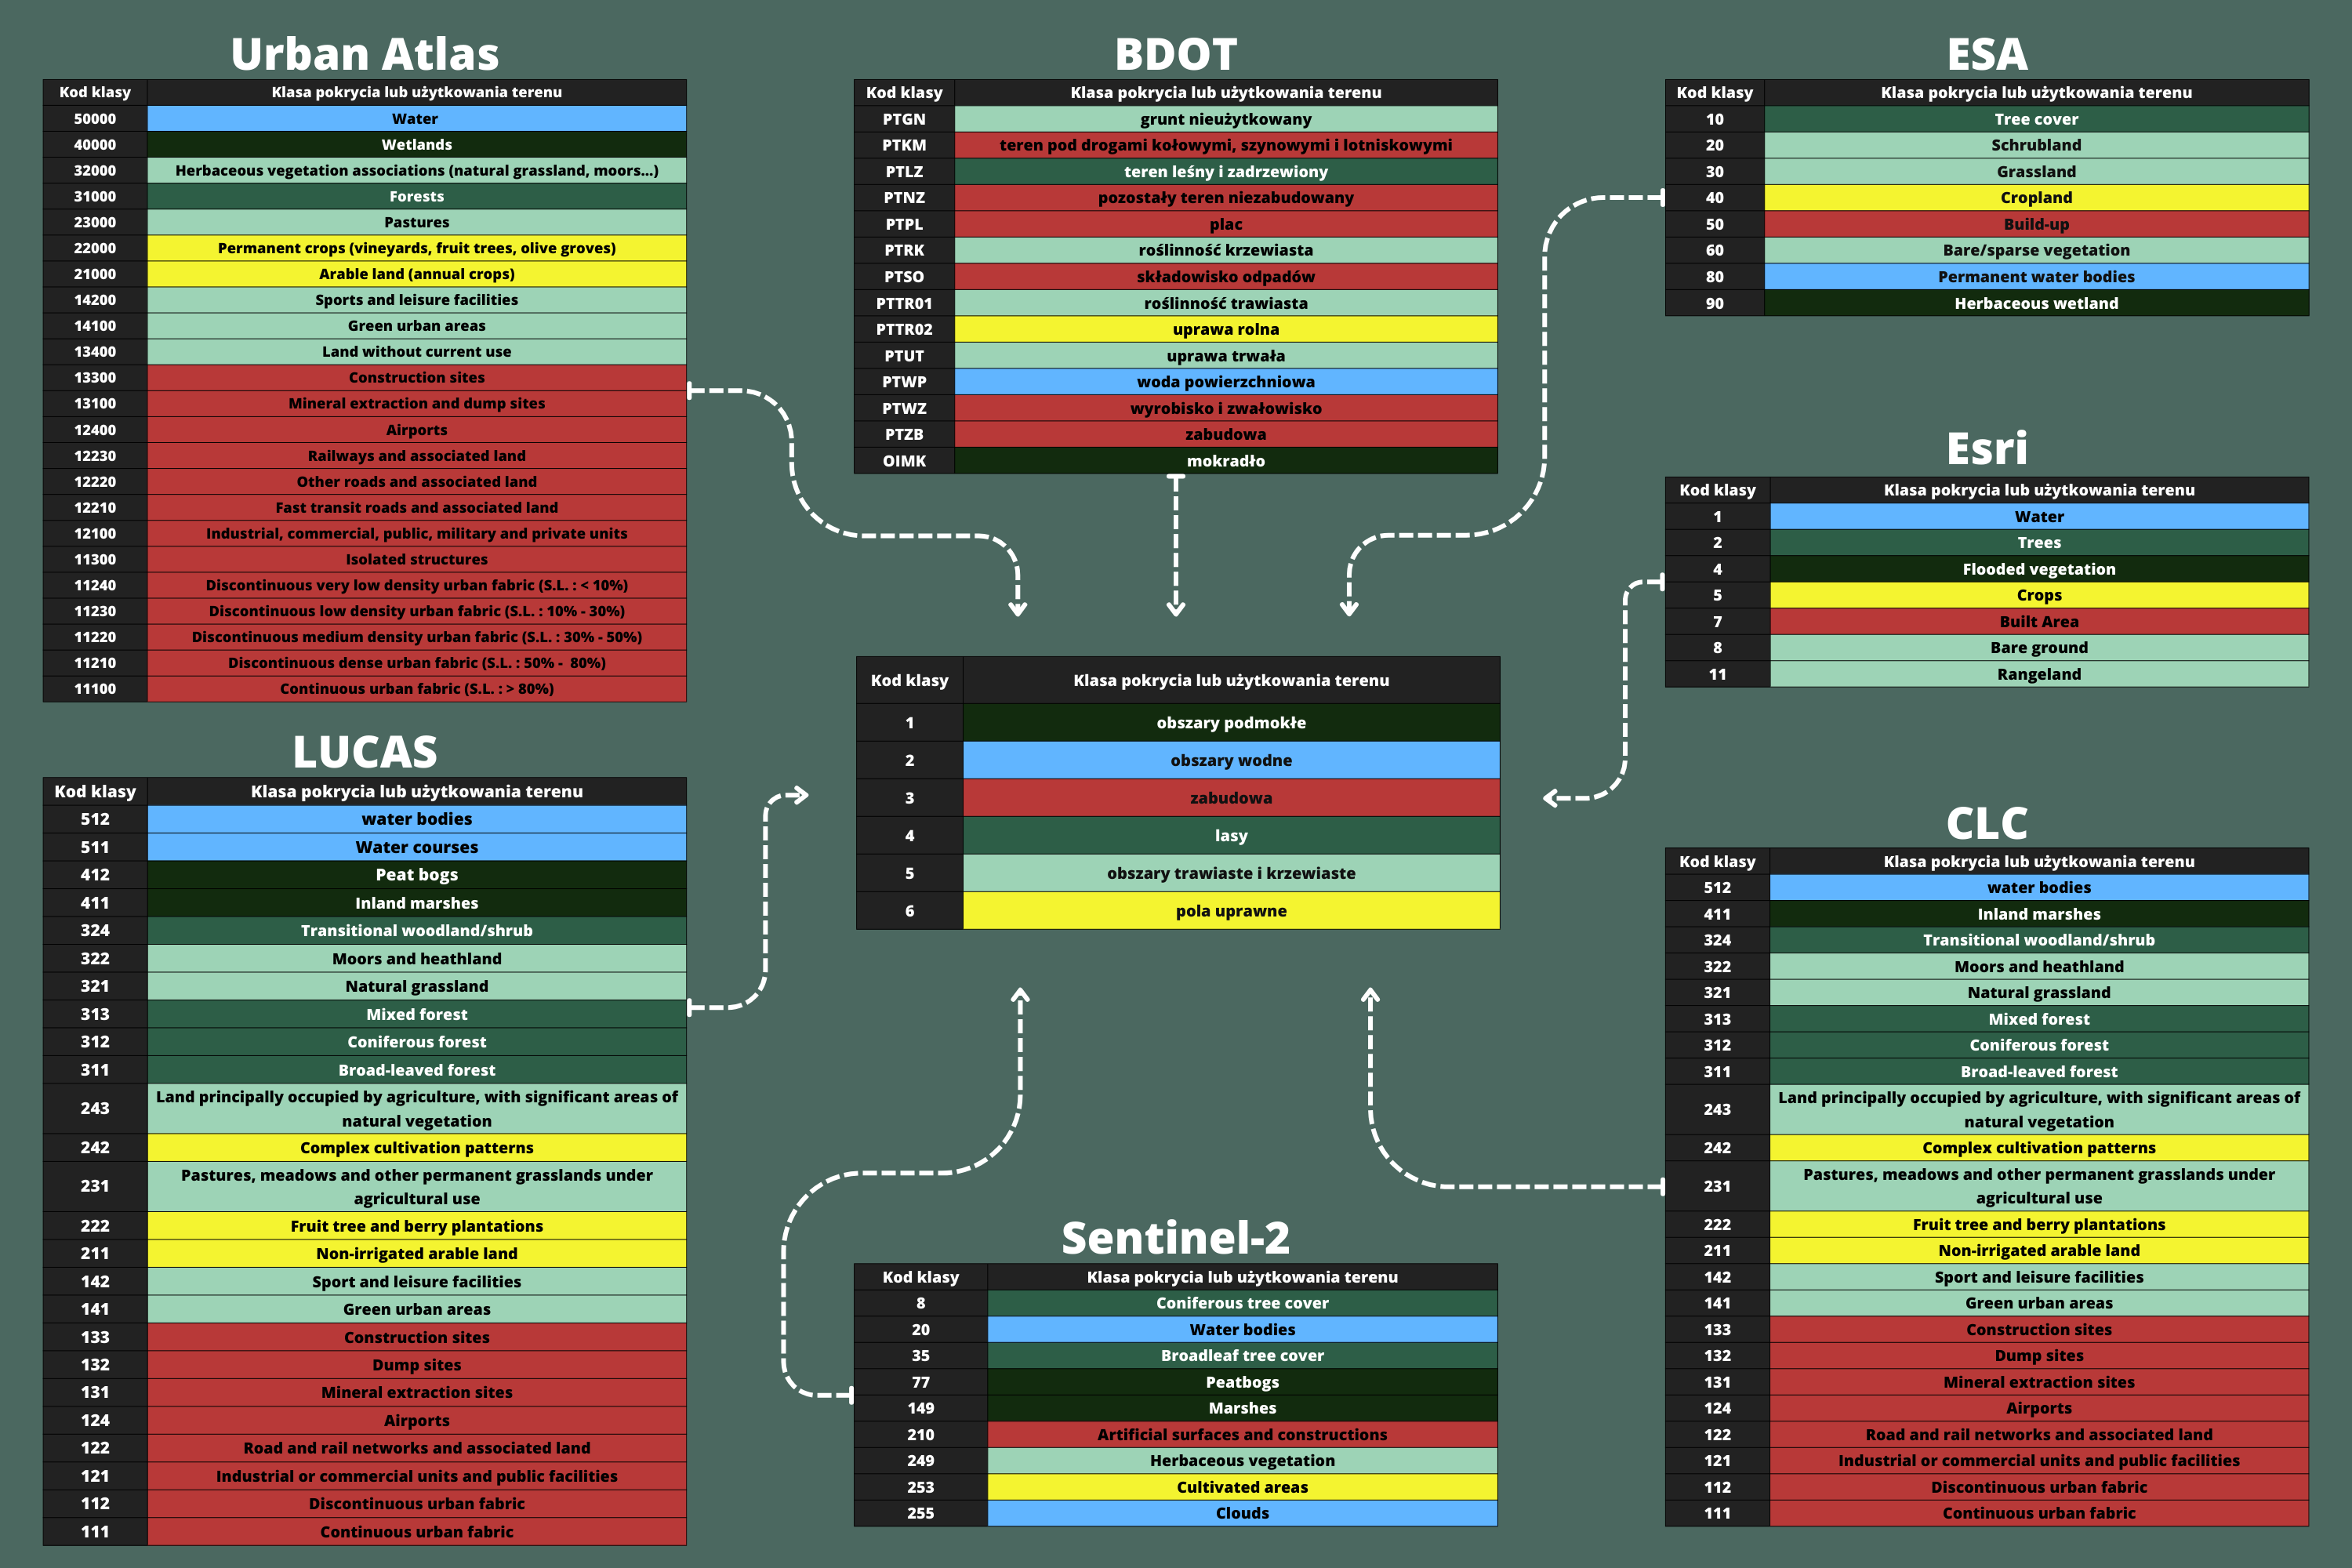 Urban Atlas
Kod klasy Klasa pokrycia lub użytkowania terenu
50000 Water
40000 Wetlands
32000 Herbaceous vegetation associations (natural grassland, moors...)
31000 Forests
23000 Pastures
22000 Permanent crops (vineyards, fruit trees, olive groves)
21000 Arable land (annual crops)
14200 Sports and leisure facilities
14100 Green urban areas
13400 Land without current use
13300 Construction sites
13100 Mineral extraction and dump sites
12400 Airports
12230 Railways and associated land
12220 Other roads and associated land
12210 Fast transit roads and associated land
12100 Industrial, commercial, public, military and private units
11300 Isolated structures
11240 Discontinuous very low density urban fabric (S.L. : < 10%)
11230 Discontinuous low density urban fabric (S.L. : 10% - 30%)
11220 Discontinuous medium density urban fabric (S.L. : 30% - 50%)
11210 Discontinuous dense urban fabric (S.L. : 50% - 80%)
11100 Continuous urban fabric (S.L. : > 80%)
BDOT
Kod klasy Klasa pokrycia lub użytkowania terenu
PTGN grunt nieużytkowany
PTKM teren pod drogami kołowymi, szynowymi i lotniskowymi
PTLZ teren leśny i zadrzewiony
PTNZ pozostały teren niezabudowany
PTPL plac
PTRK roślinność krzewiasta
PTSO składowisko odpadów
PTTR01 roślinność trawiasta
PTTR02 uprawa rolna
PTUT uprawa trwała
PTWP woda powierzchniowa
PTWZ wyrobisko i zwałowisko
PTZB zabudowa
OIMK mokradło
ESA
Kod klasy Klasa pokrycia lub użytkowania terenu
10 Tree cover
20 Schrubland
30 Grassland
40 Cropland
50 Build-up
60 Bare/sparse vegetation
80 Permanent water bodies
90 Herbaceous wetland
Esri
Kod klasy Klasa pokrycia lub użytkowania terenu
1 Water
2 Trees
4 Flooded vegetation
5 Crops
7 Built Area
8 Bare ground
11 Rangeland
Kod klasy Klasa pokrycia lub użytkowania terenu
1 obszary podmokłe
2 obszary wodne
3 zabudowa
4 lasy
5 obszary trawiaste i krzewiaste
6 pola uprawne
LUCAS
Kod klasy Klasa pokrycia lub użytkowania terenu
512 water bodies
511 Water courses
412 Peat bogs
411 Inland marshes
324 Transitional woodland/shrub
322 Moors and heathland
321 Natural grassland
313 Mixed forest
312 Coniferous forest
311 Broad-leaved forest
243 Land principally occupied by agriculture, with significant areas of
natural vegetation
242 Complex cultivation patterns
231 Pastures, meadows and other permanent grasslands under
agricultural use
222 Fruit tree and berry plantations
211 Non-irrigated arable land
142 Sport and leisure facilities
141 Green urban areas
133 Construction sites
132 Dump sites
131 Mineral extraction sites
124 Airports
122 Road and rail networks and associated land
121 Industrial or commercial units and public facilities
112 Discontinuous urban fabric
111 Continuous urban fabric
Sentinel-2
Kod klasy Klasa pokrycia lub użytkowania terenu
8 Coniferous tree cover
20 Water bodies
35 Broadleaf tree cover
77 Peatbogs
149 Marshes
210 Artificial surfaces and constructions
249 Herbaceous vegetation
253 Cultivated areas
255 Clouds
CLC
Kod klasy Klasa pokrycia lub użytkowania terenu
512 water bodies
411 Inland marshes
324 Transitional woodland/shrub
322 Moors and heathland
321 Natural grassland
313 Mixed forest
312 Coniferous forest
311 Broad-leaved forest
243 Land principally occupied by agriculture, with significant areas of
natural vegetation
242 Complex cultivation patterns
231 Pastures, meadows and other permanent grasslands under
agricultural use
222 Fruit tree and berry plantations
211 Non-irrigated arable land
142 Sport and leisure facilities
141 Green urban areas
133 Construction sites
132 Dump sites
131 Mineral extraction sites
124 Airports
122 Road and rail networks and associated land
121 Industrial or commercial units and public facilities
112 Discontinuous urban fabric
111 Continuous urban fabric